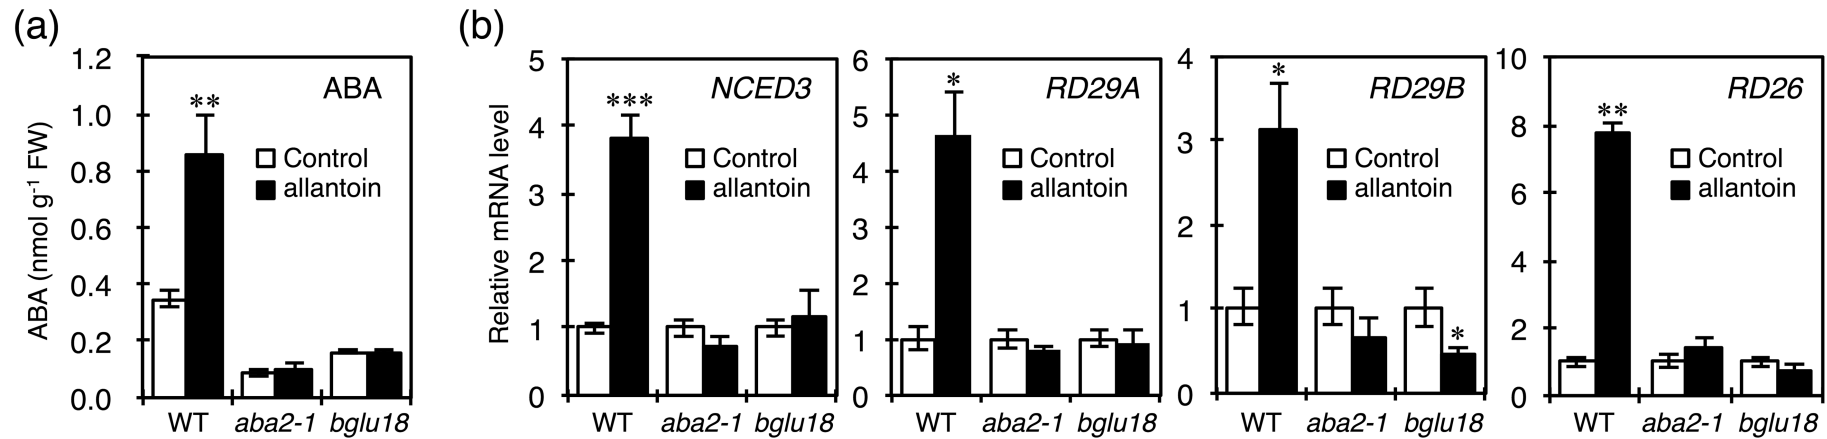 (a)
ABA (nmol g⁻¹ FW)
1.2
1.0
0.8
0.6
0.4
0.2
0.0
ABA
**
Control
allantoin
WT aba2-1 bglu18
(b)
Relative mRNA level
5
4
3
2
1
0
NCED3
***
Control
allantoin
WT aba2-1 bglu18
6
5
4
3
2
1
0
RD29A
*
Control
allantoin
WT aba2-1 bglu18
4
3
2
1
0
RD29B
*
Control
allantoin
*
WT aba2-1 bglu18
10
8
6
4
2
0
RD26
**
Control
allantoin
WT aba2-1 bglu18